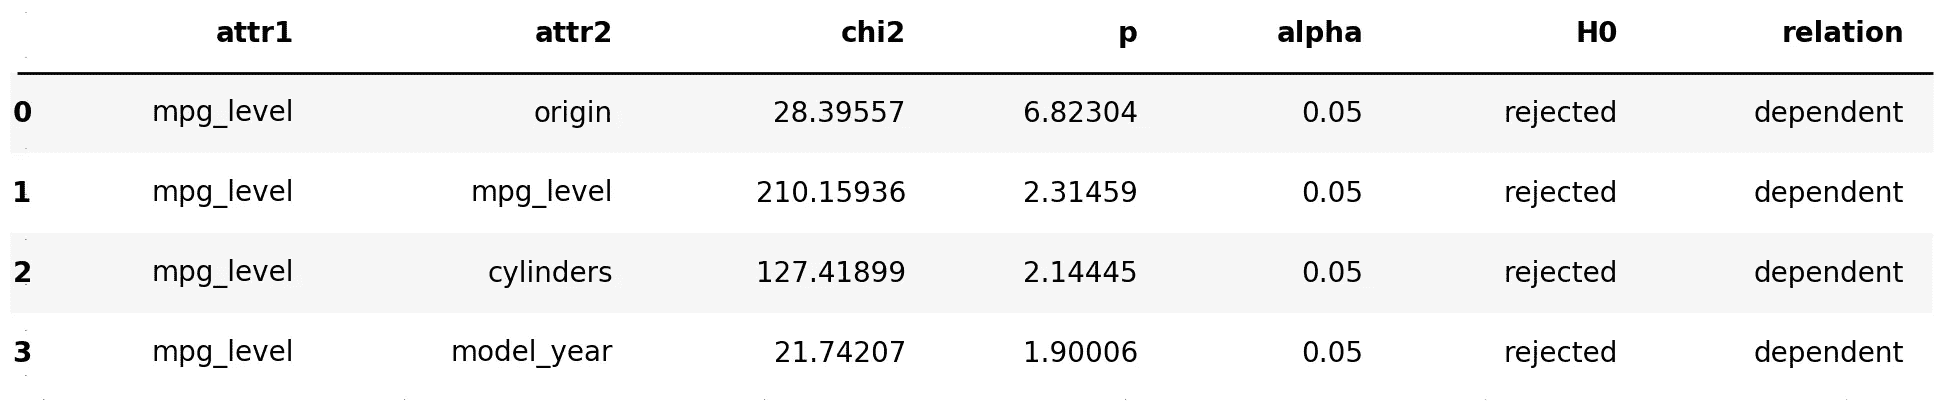 attr1 attr2 chi2 p alpha H0 relation
0 mpg_level origin 28.39557 6.82304 0.05 rejected dependent
1 mpg_level mpg_level 210.15936 2.31459 0.05 rejected dependent
2 mpg_level cylinders 127.41899 2.14445 0.05 rejected dependent
3 mpg_level model_year 21.74207 1.90006 0.05 rejected dependent